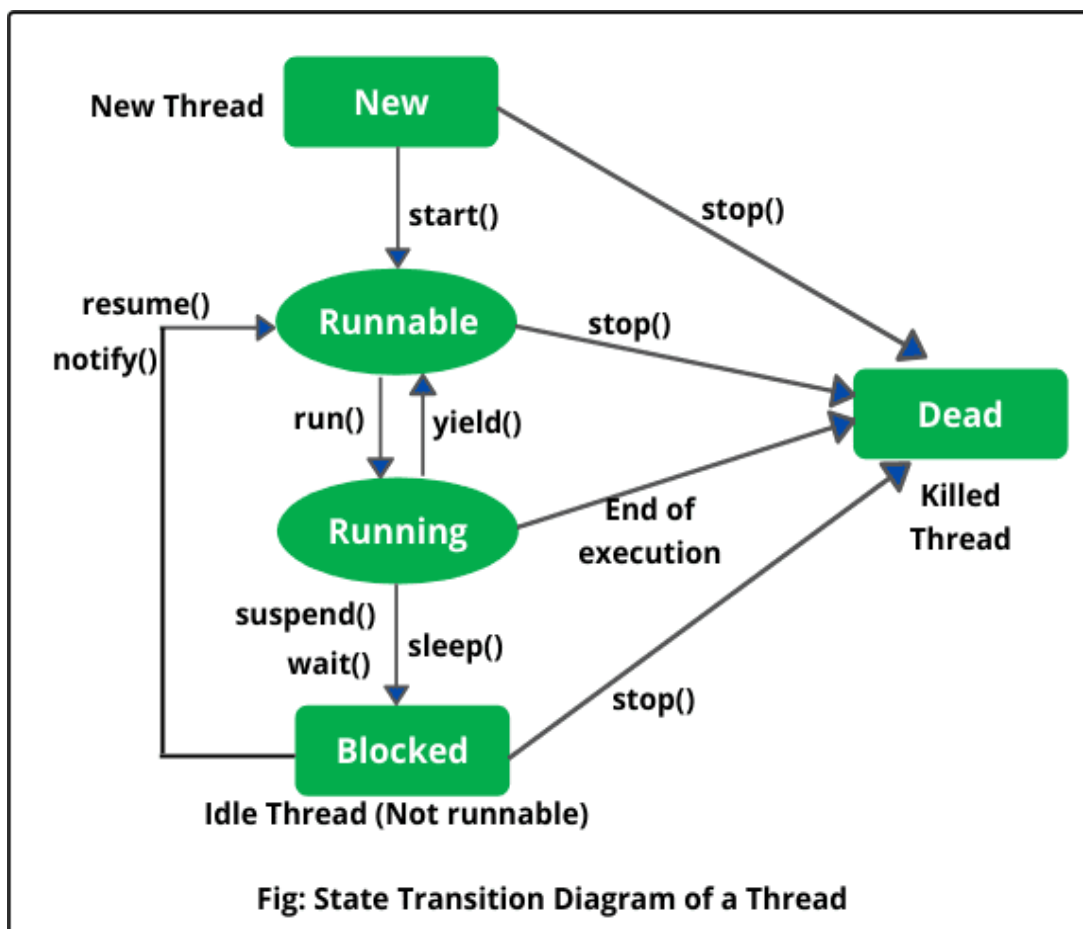 New Thread
New
start()
stop()
resume()
Runnable
stop()
notify()
run()
yield()
Dead
Running
End of
execution
Killed
Thread
suspend()
wait()
sleep()
stop()
Blocked
Idle Thread (Not runnable)
Fig: State Transition Diagram of a Thread